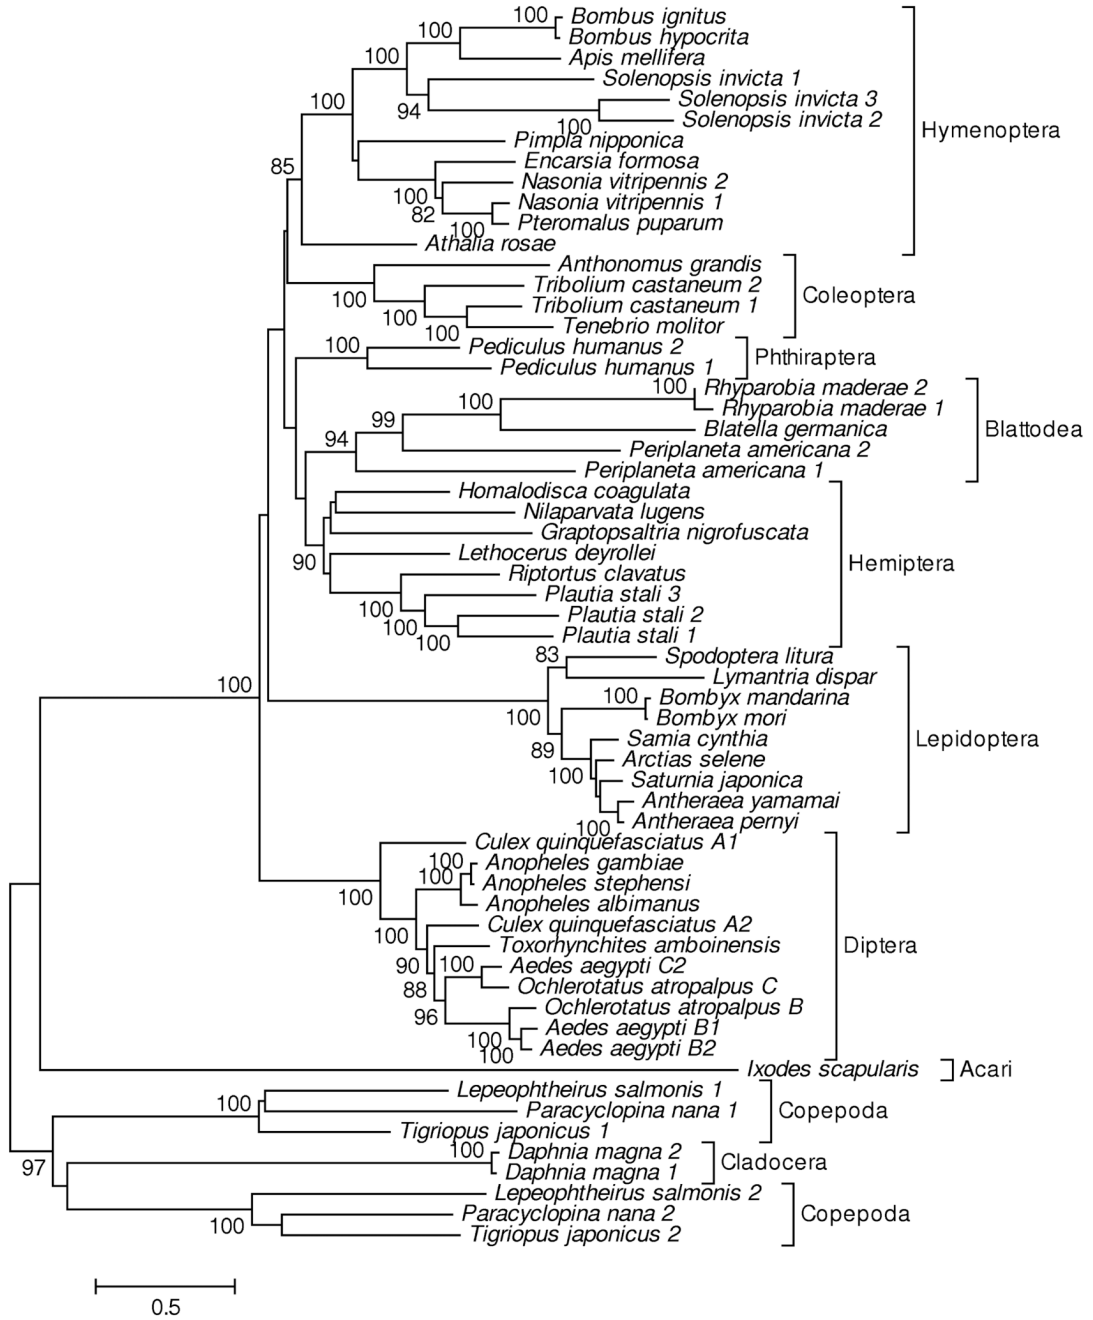 100
Bombus ignitus
Bombus hypocrita
100
Apis mellifera
100
Solenopsis invicta 1
94
Solenopsis invicta 3
100
Solenopsis invicta 2
100
Hymenoptera
Pimpla nipponica
Encarsia formosa
100
Nasonia vitripennis 2
82
Nasonia vitripennis 1
100
Pteromalus puparum
85
Athalia rosae
Anthonomus grandis
100
Tribolium castaneum 2
100
Tribolium castaneum 1
100
Tenebrio molitor
Coleoptera
100
Pediculus humanus 2
Pediculus humanus 1
Phthiraptera
100
Rhyparobia maderae 2
Rhyparobia maderae 1
100
Blatella germanica
99
Periplaneta americana 2
94
Periplaneta americana 1
Blattodea
Homalodisca coagulata
Nilaparvata lugens
Graptopsaltria nigrofuscata
90
Lethocerus deyrollei
Riptortus clavatus
100
Plautia stali 3
100
Plautia stali 2
100
Plautia stali 1
Hemiptera
83
Spodoptera litura
Lymantria dispar
100
100
Bombyx mandarina
Bombyx mori
100
89
Samia cynthia
100
Arctias selene
Saturnia japonica
Antheraea yamamai
100
Antheraea pernyi
Lepidoptera
Culex quinquefasciatus A1
100
100
Anopheles gambiae
100
Anopheles stephensi
Anopheles albimanus
100
Culex quinquefasciatus A2
90
Toxorhynchites amboinensis
88
100
Aedes aegypti C2
Ochlerotatus atropalpus C
96
Ochlerotatus atropalpus B
100
Aedes aegypti B1
100
Aedes aegypti B2
Diptera
Ixodes scapularis
Acari
100
Lepeophtheirus salmonis 1
Paracyclopina nana 1
Tigriopus japonicus 1
Copepoda
97
100
Daphnia magna 2
Daphnia magna 1
Cladocera
Lepeophtheirus salmonis 2
100
Paracyclopina nana 2
Tigriopus japonicus 2
Copepoda
0.5